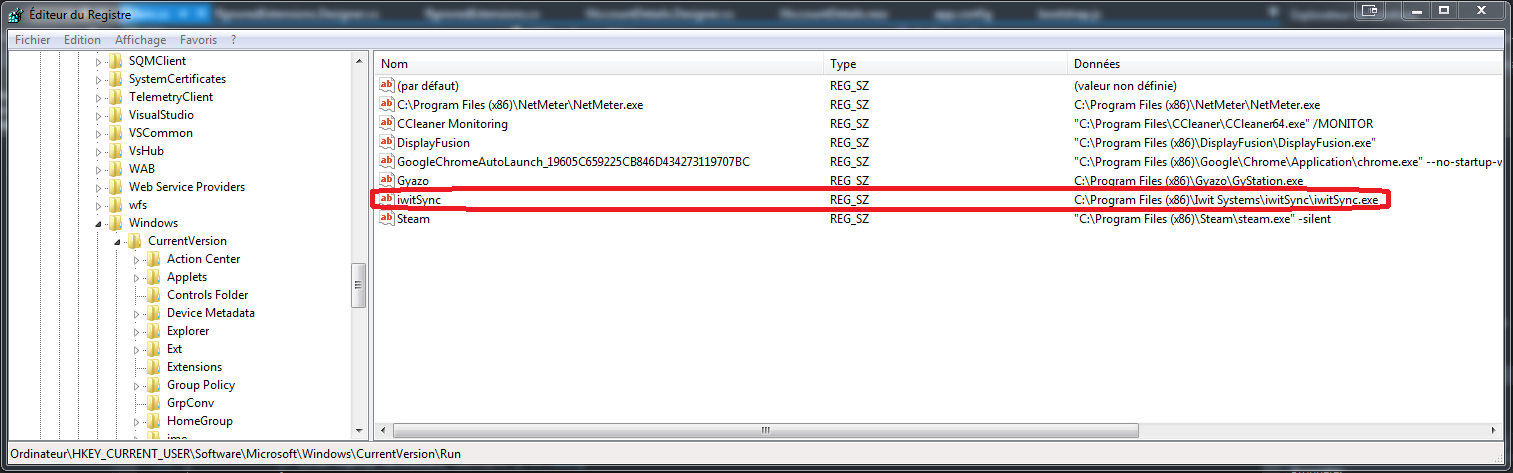 Éditeur du Registre
Fichier Edition Affichage Favoris ?
SQMClient
SystemCertificates
TelemetryClient
VisualStudio
VSCommon
VsHub
WAB
Web Service Providers
wfs
Windows
CurrentVersion
Action Center
Applets
Controls Folder
Device Metadata
Explorer
Ext
Extensions
Group Policy
GrpConv
HomeGroup
Nom Type Données
(par défaut) REG_SZ (valeur non définie)
C:\Program Files (x86)\NetMeter\NetMeter.exe REG_SZ C:\Program Files (x86)\NetMeter\NetMeter.exe
CCleaner Monitoring REG_SZ "C:\Program Files\CCleaner\CCleaner64.exe" /MONITOR
DisplayFusion REG_SZ "C:\Program Files (x86)\DisplayFusion\DisplayFusion.exe"
GoogleChromeAutoLaunch_19605C659225CB846D434273119707BC REG_SZ "C:\Program Files (x86)\Google\Chrome\Application\chrome.exe" --no-startup-w
Gyazo REG_SZ C:\Program Files (x86)\Gyazo\GyStation.exe
iwitSync REG_SZ C:\Program Files (x86)\Iwit Systems\iwitSync\iwitSync.exe
Steam REG_SZ "C:\Program Files (x86)\Steam\steam.exe" -silent
Ordinateur\HKEY_CURRENT_USER\Software\Microsoft\Windows\CurrentVersion\Run